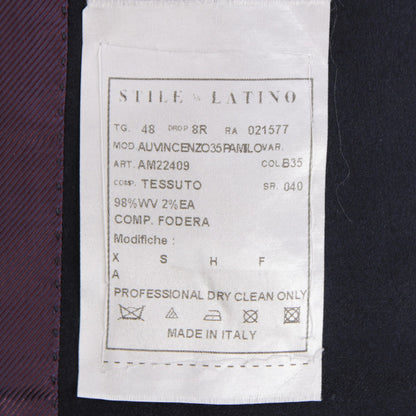 STILE LATINO
TG. 48 DROP 8R RA 021577
MOD. AUVINCENZO35PAMILO VAR.
ART. AM22409 COL. B35
COMP. TESSUTO SR. 040
98%WV 2%EA
COMP. FODERA
Modifiche :
X S H F
A
PROFESSIONAL DRY CLEAN ONLY
MADE IN ITALY